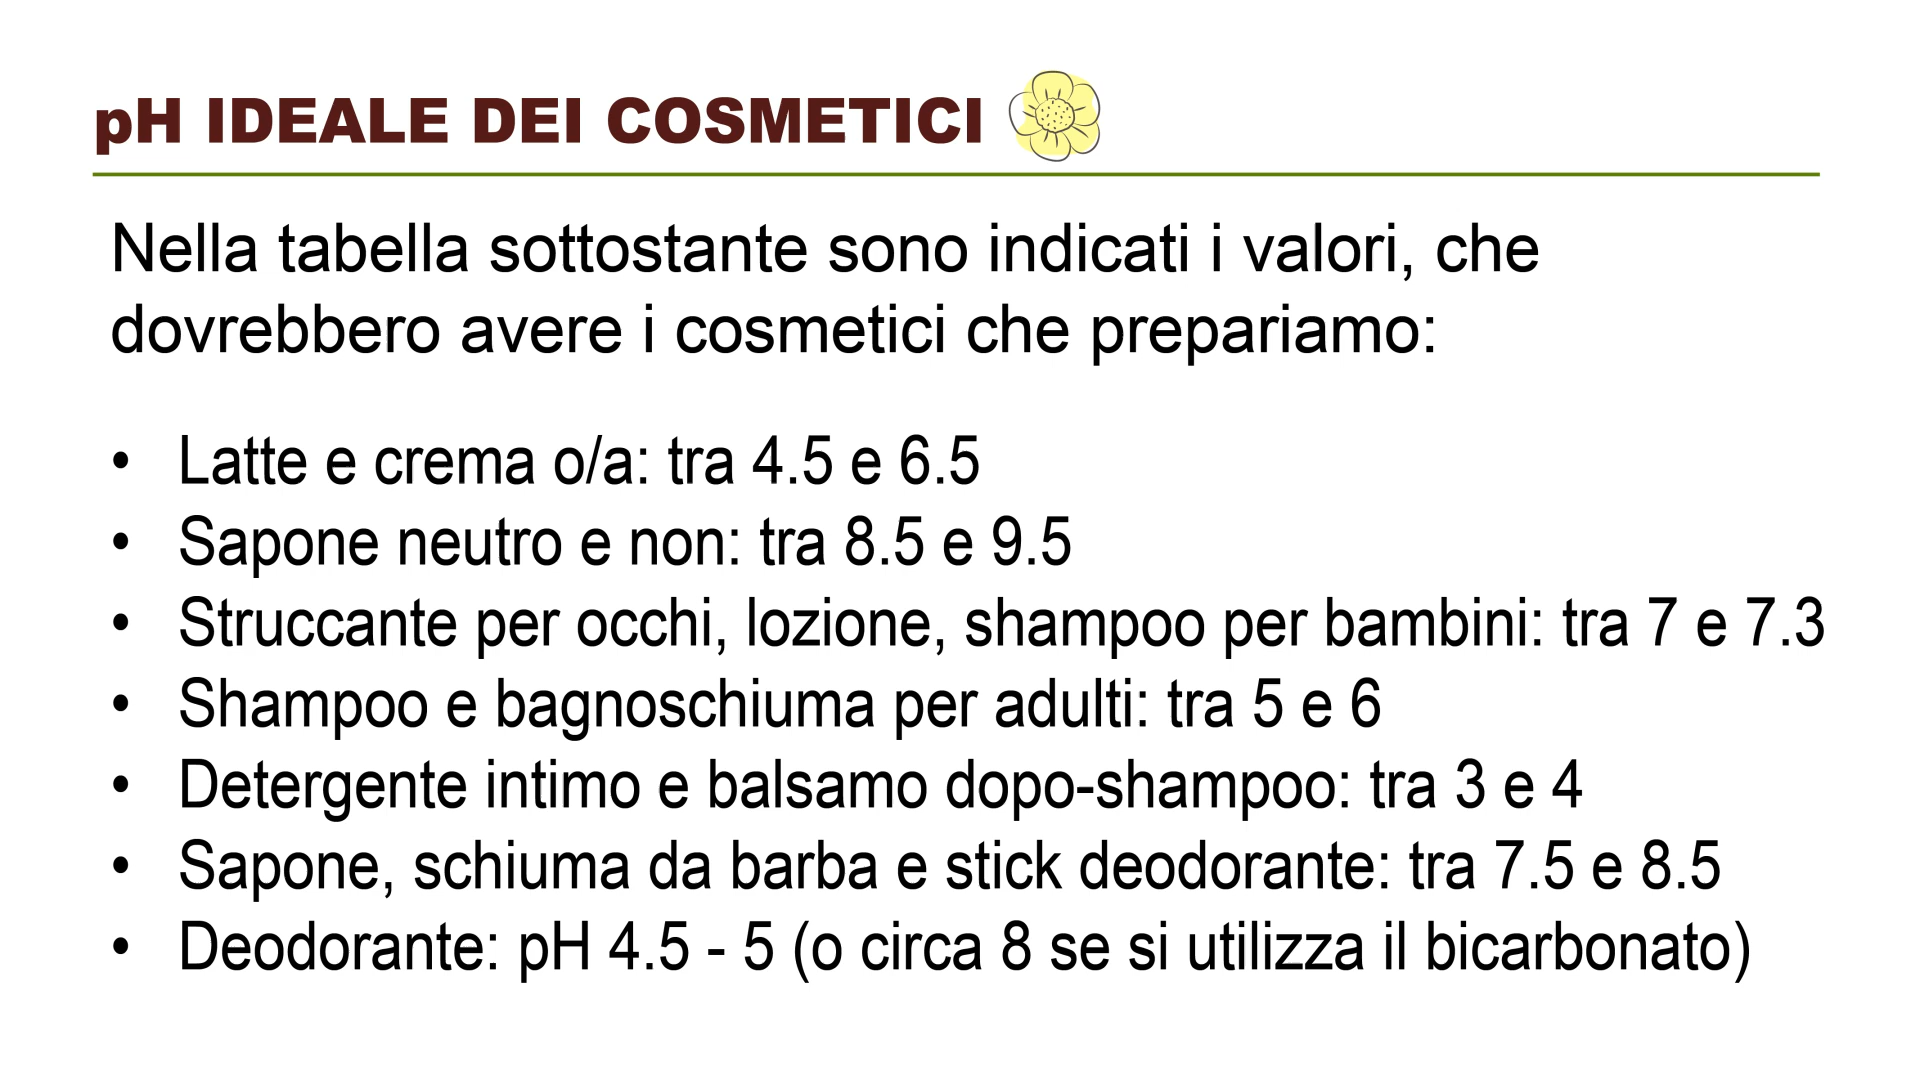 pH IDEALE DEI COSMETICI
Nella tabella sottostante sono indicati i valori, che
dovrebbero avere i cosmetici che prepariamo:
• Latte e crema o/a: tra 4.5 e 6.5
• Sapone neutro e non: tra 8.5 e 9.5
• Struccante per occhi, lozione, shampoo per bambini: tra 7 e 7.3
• Shampoo e bagnoschiuma per adulti: tra 5 e 6
• Detergente intimo e balsamo dopo-shampoo: tra 3 e 4
• Sapone, schiuma da barba e stick deodorante: tra 7.5 e 8.5
• Deodorante: pH 4.5 - 5 (o circa 8 se si utilizza il bicarbonato)